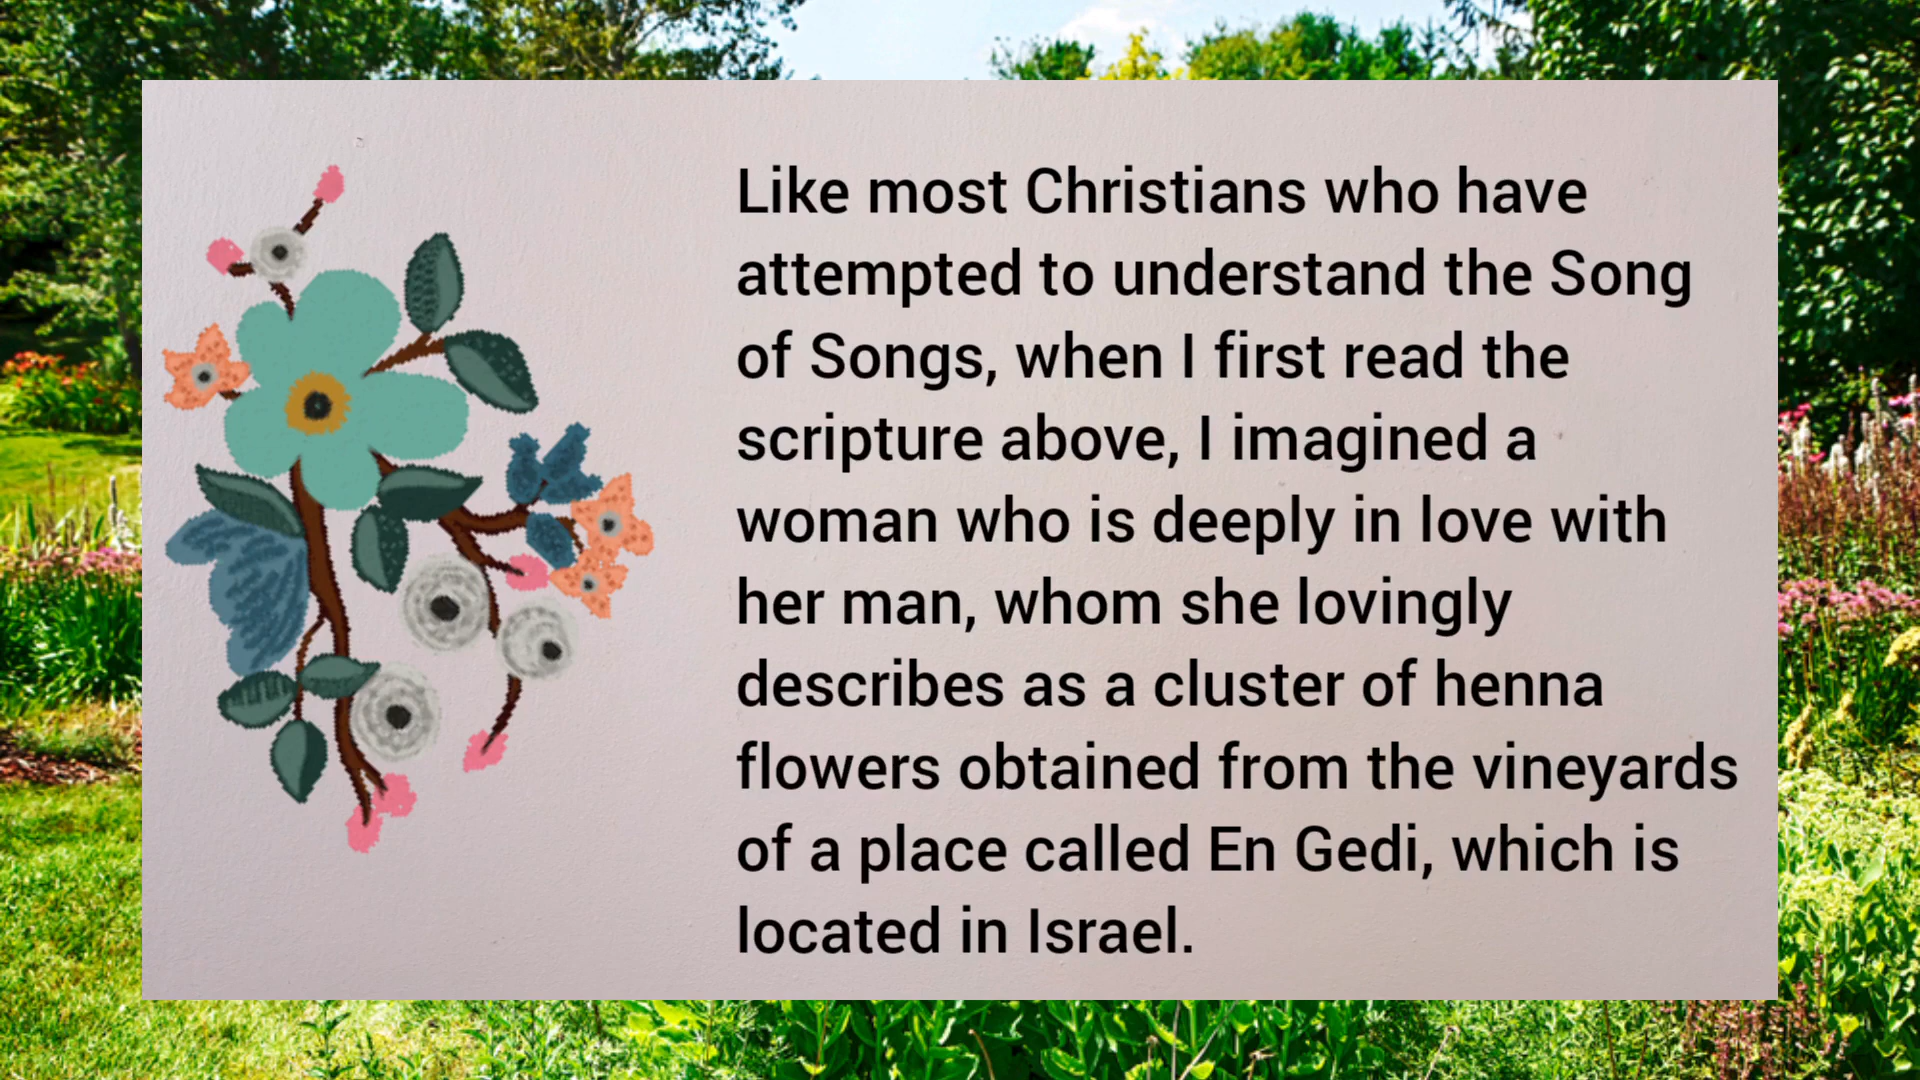 Like most Christians who have
attempted to understand the Song
of Songs, when I first read the
scripture above, I imagined a
woman who is deeply in love with
her man, whom she lovingly
describes as a cluster of henna
flowers obtained from the vineyards
of a place called En Gedi, which is
located in Israel.